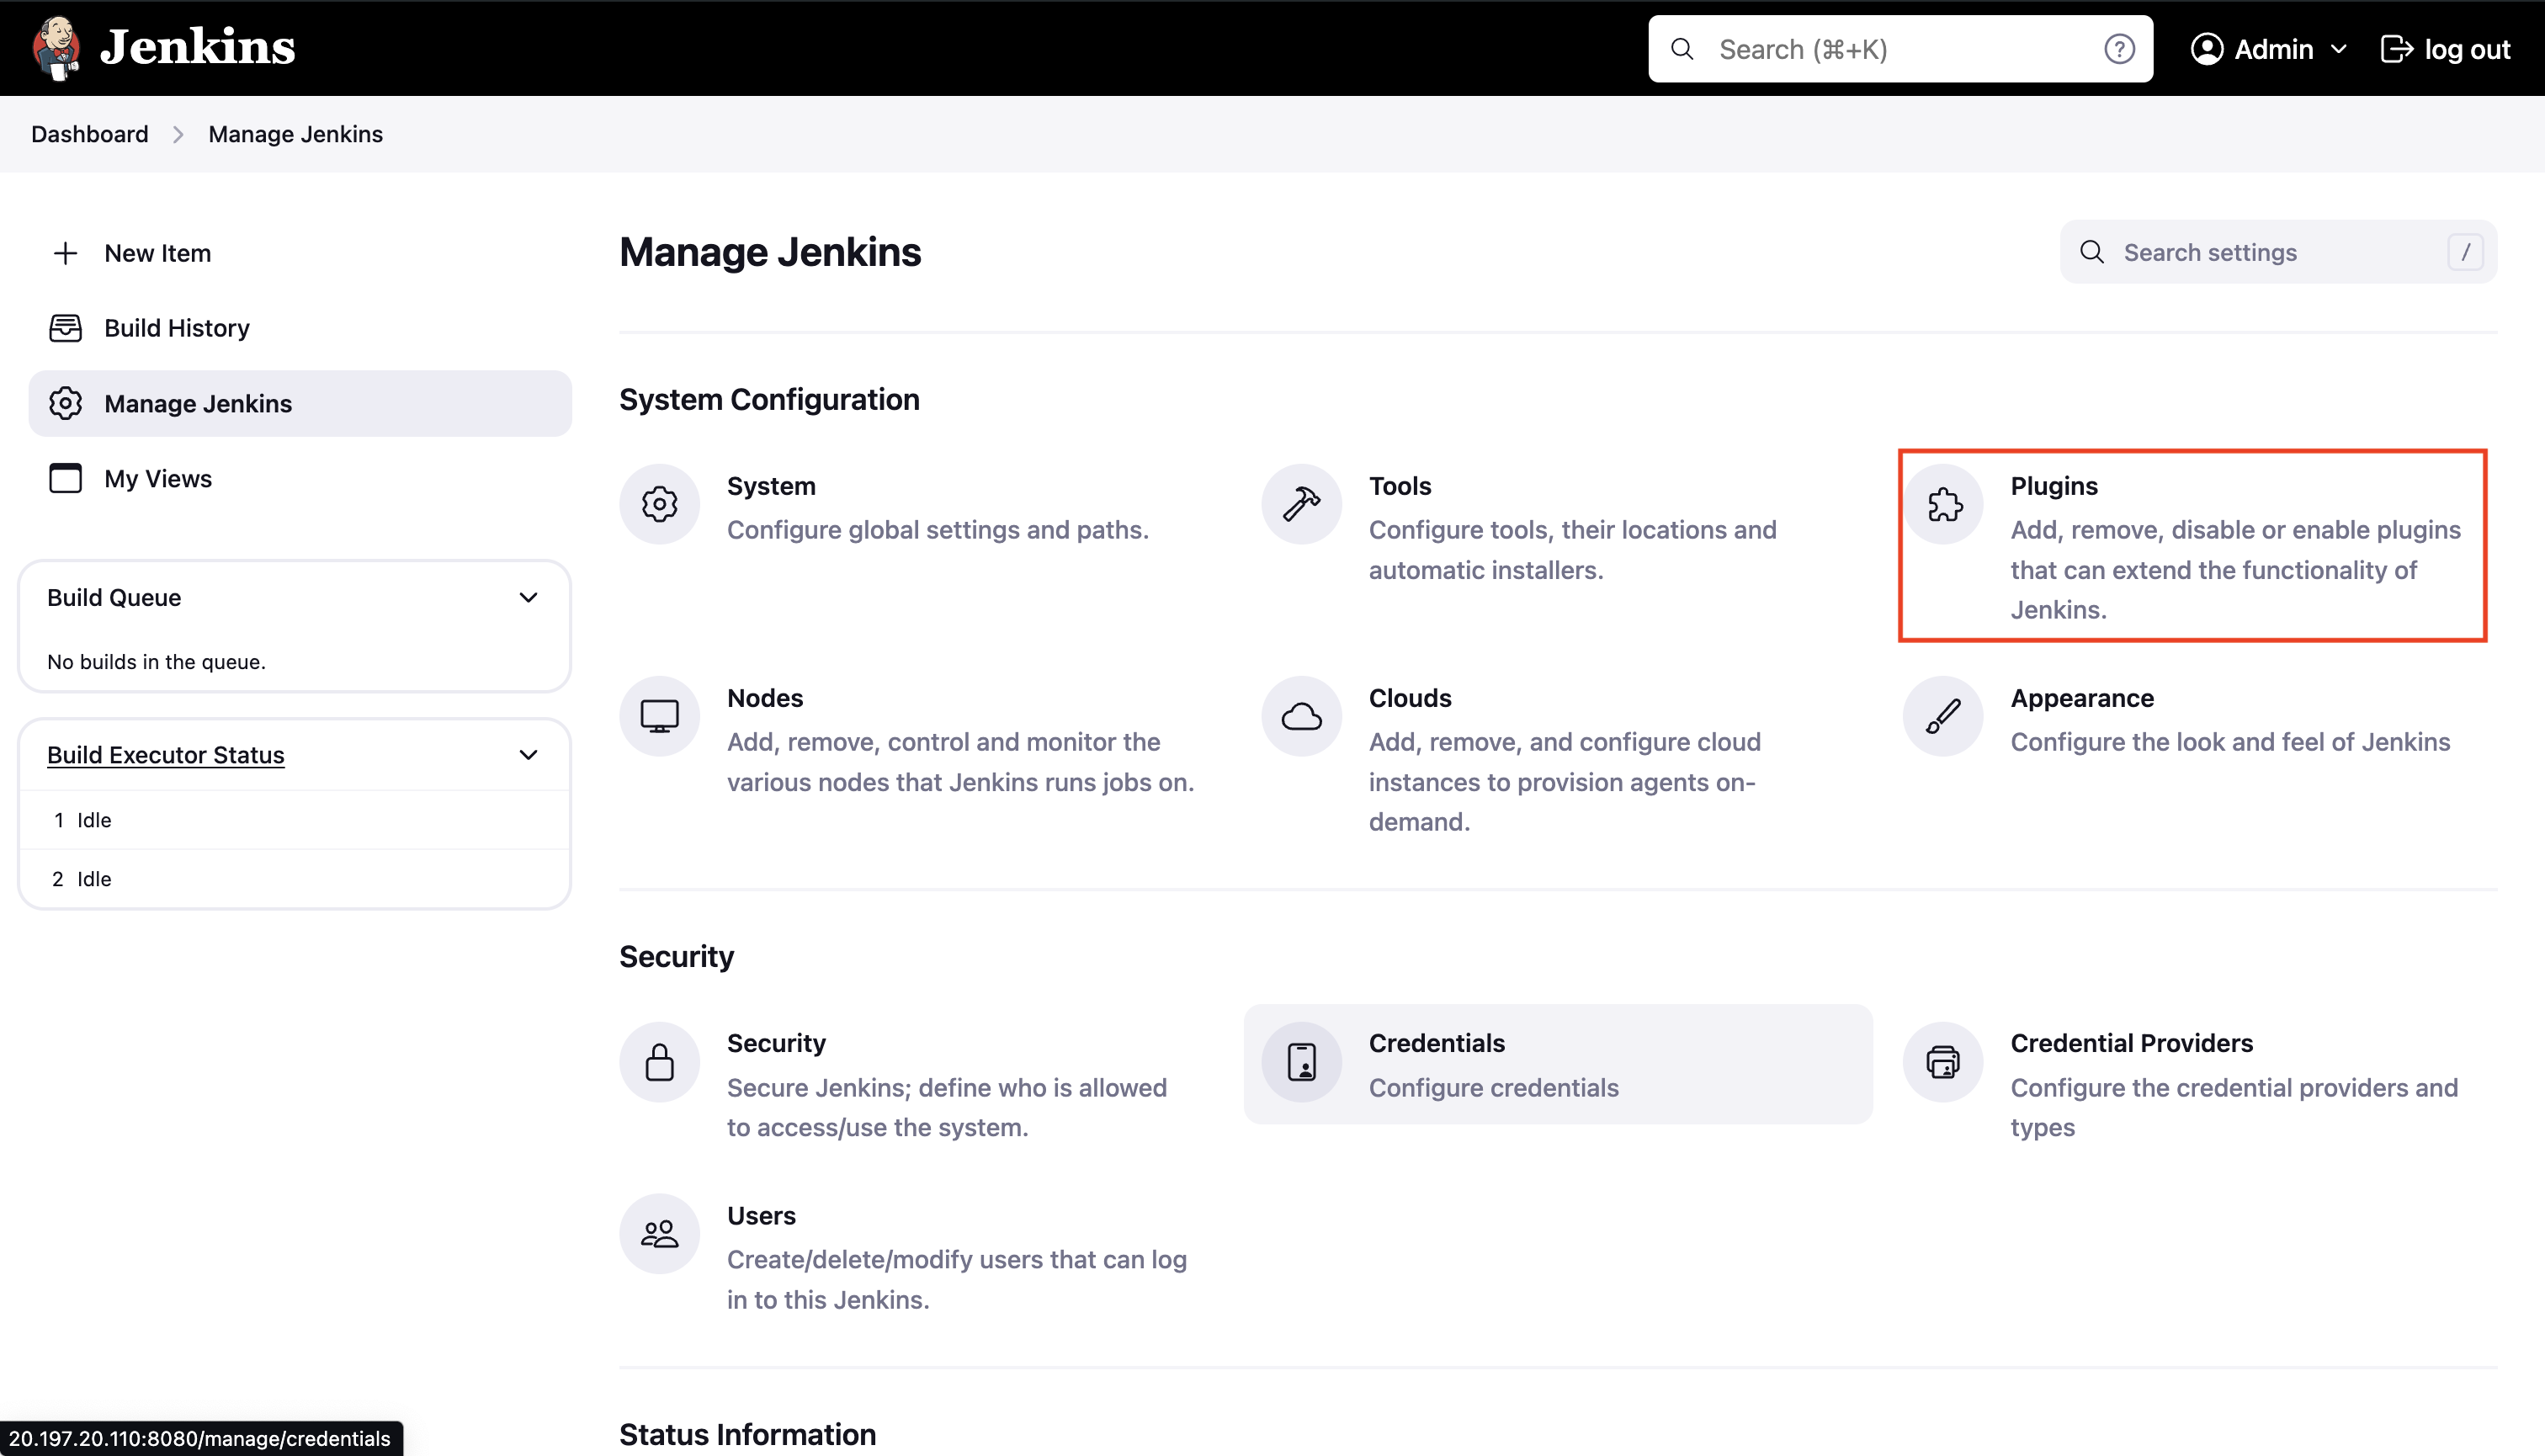 Jenkins
Search (⌘+K)
Admin
log out
Dashboard
Manage Jenkins
New Item
Build History
Manage Jenkins
My Views
Build Queue
No builds in the queue.
Build Executor Status
1 Idle
2 Idle
Manage Jenkins
Search settings
/
System Configuration
System
Configure global settings and paths.
Tools
Configure tools, their locations and
automatic installers.
Plugins
Add, remove, disable or enable plugins
that can extend the functionality of
Jenkins.
Nodes
Add, remove, control and monitor the
various nodes that Jenkins runs jobs on.
Clouds
Add, remove, and configure cloud
instances to provision agents on-
demand.
Appearance
Configure the look and feel of Jenkins
Security
Security
Secure Jenkins; define who is allowed
to access/use the system.
Credentials
Configure credentials
Credential Providers
Configure the credential providers and
types
Users
Create/delete/modify users that can log
in to this Jenkins.
Status Information
20.197.20.110:8080/manage/credentials